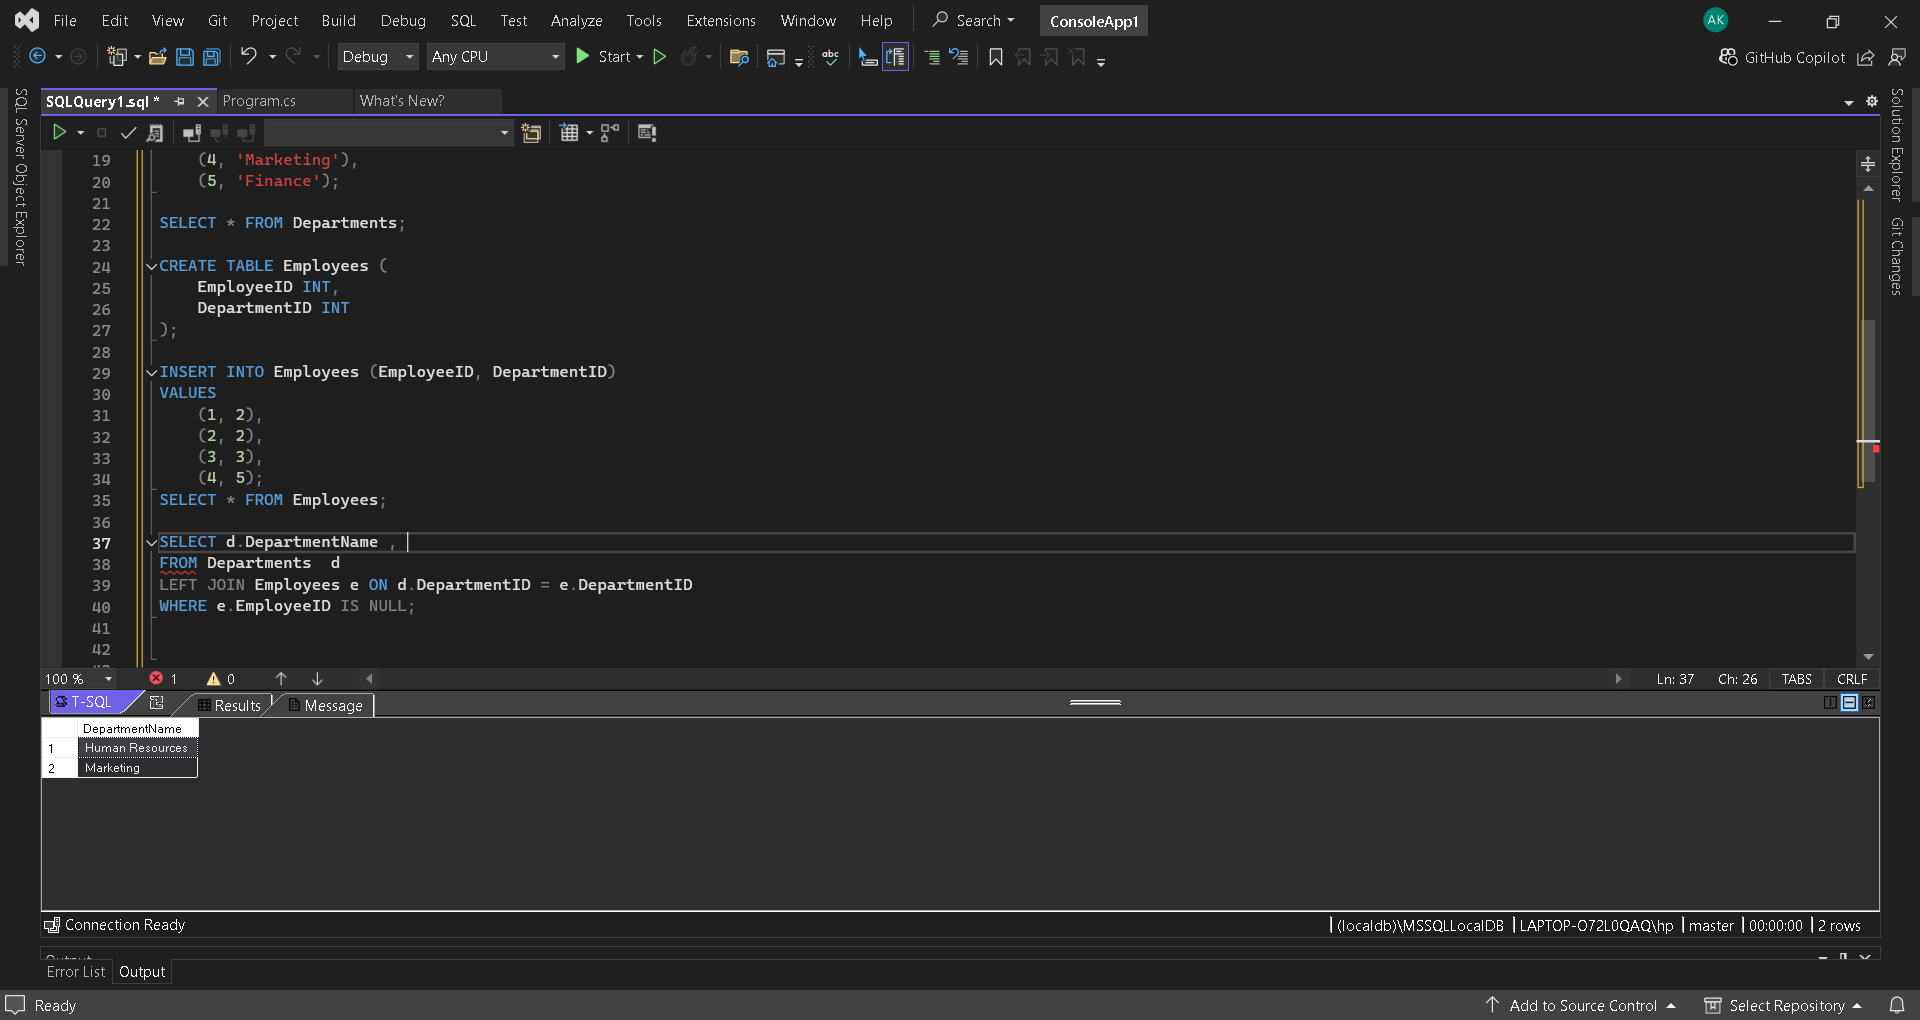 File Edit View Git Project Build Debug SQL Test Analyze Tools Extensions Window Help Search ConsoleApp1 AK
Debug Any CPU Start abc GitHub Copilot
SQLQuery1.sql * Program.cs What's New?
SQL Server Object Explorer
Solution Explorer
Git Changes
19 (4, 'Marketing'),
20 (5, 'Finance');
21
22 SELECT * FROM Departments;
23
24 CREATE TABLE Employees (
25 EmployeeID INT,
26 DepartmentID INT
27 );
28
29 INSERT INTO Employees (EmployeeID, DepartmentID)
30 VALUES
31 (1, 2),
32 (2, 2),
33 (3, 3),
34 (4, 5);
35 SELECT * FROM Employees;
36
37 SELECT d.DepartmentName ,
38 FROM Departments  d
39 LEFT JOIN Employees e ON d.DepartmentID = e.DepartmentID
40 WHERE e.EmployeeID IS NULL;
41
42
100 % 1 0 Ln: 37 Ch: 26 TABS CRLF
T-SQL Results Message
DepartmentName
1 Human Resources
2 Marketing
Connection Ready (localdb)\MSSQLLocalDB LAPTOP-O72L0QAQ\hp master 00:00:00 2 rows
Output
Error List Output
Ready Add to Source Control Select Repository